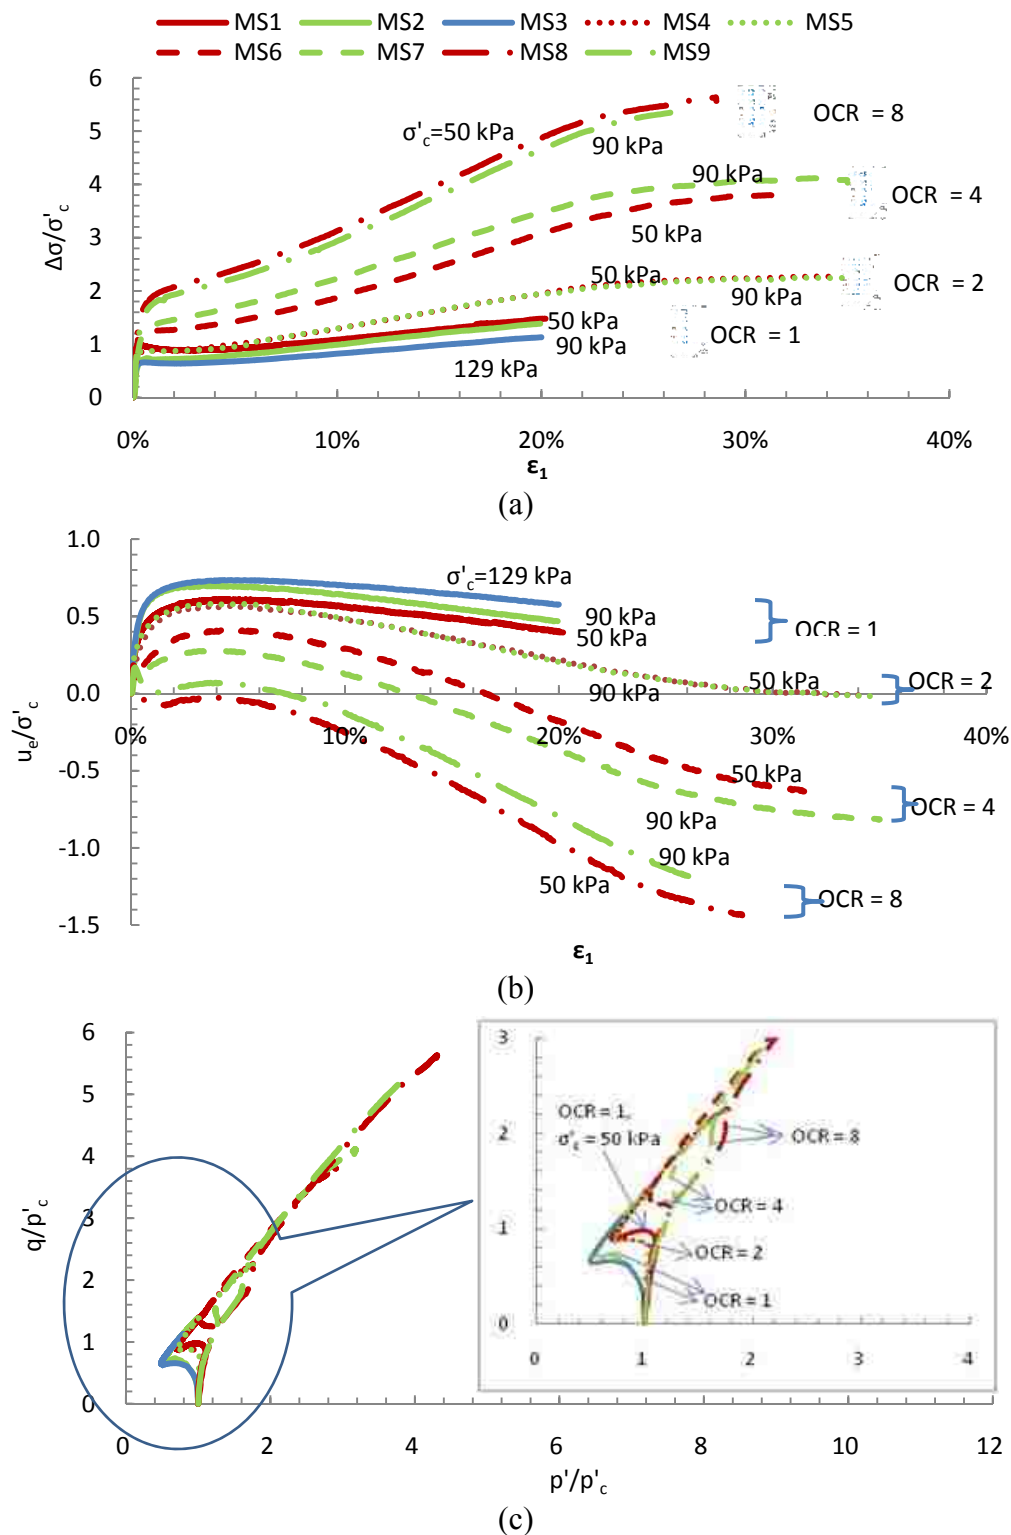 MS1 MS2 MS3 MS4 MS5
MS6 MS7 MS8 MS9
6
5
4
3
2
1
0
Δσ/σ'c
σ'c=50 kPa
90 kPa
OCR = 8
90 kPa
50 kPa
OCR = 4
50 kPa
90 kPa
OCR = 2
50 kPa
90 kPa
129 kPa
OCR = 1
0% 10% 20% 30% 40%
ε1
(a)
1.0
0.5
0.0
-0.5
-1.0
-1.5
ue/σ'c
σ'c=129 kPa
90 kPa
50 kPa
OCR = 1
90 kPa
50 kPa
OCR = 2
0% 10% 20% 30% 40%
50 kPa
90 kPa
OCR = 4
90 kPa
50 kPa
OCR = 8
ε1
(b)
6
5
4
3
2
1
0
q/p'c
3
2
1
0
OCR = 1,
σ'c = 50 kPa
OCR = 8
OCR = 4
OCR = 2
OCR = 1
0 1 2 3 4
0 2 4 6 8 10 12
p'/p'c
(c)